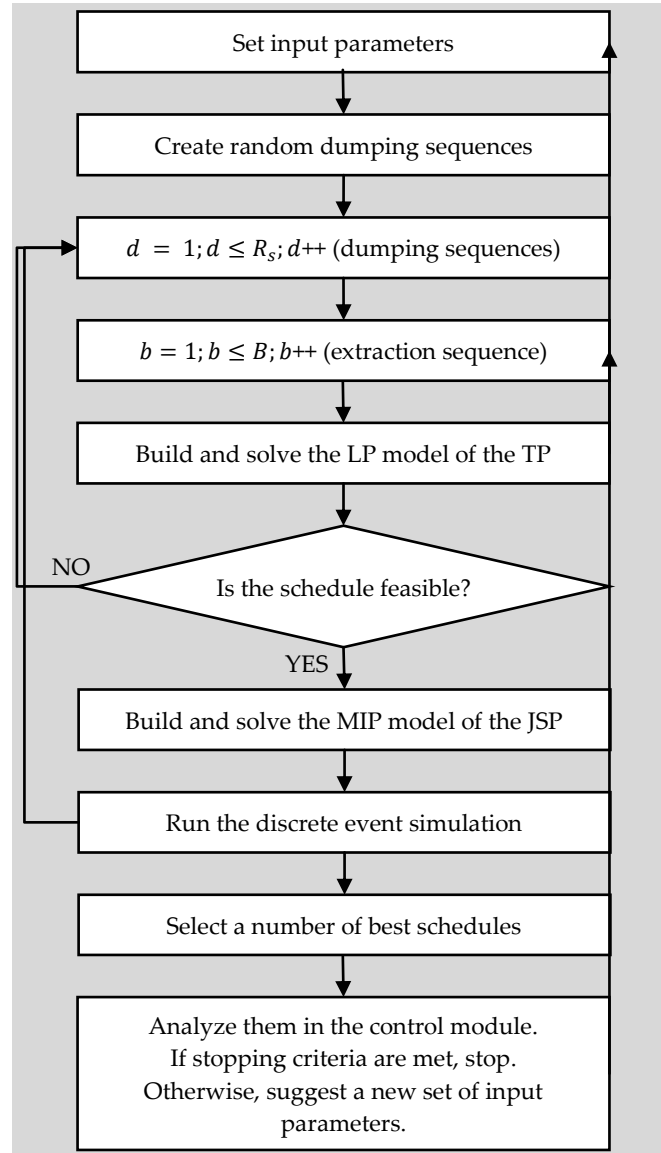 Set input parameters
Create random dumping sequences
𝑑 = 1; 𝑑 ≤ 𝑅ₛ; 𝑑++ (dumping sequences)
𝑏 = 1; 𝑏 ≤ 𝐵; 𝑏++ (extraction sequence)
Build and solve the LP model of the TP
NO
Is the schedule feasible?
YES
Build and solve the MIP model of the JSP
Run the discrete event simulation
Select a number of best schedules
Analyze them in the control module.
If stopping criteria are met, stop.
Otherwise, suggest a new set of input
parameters.